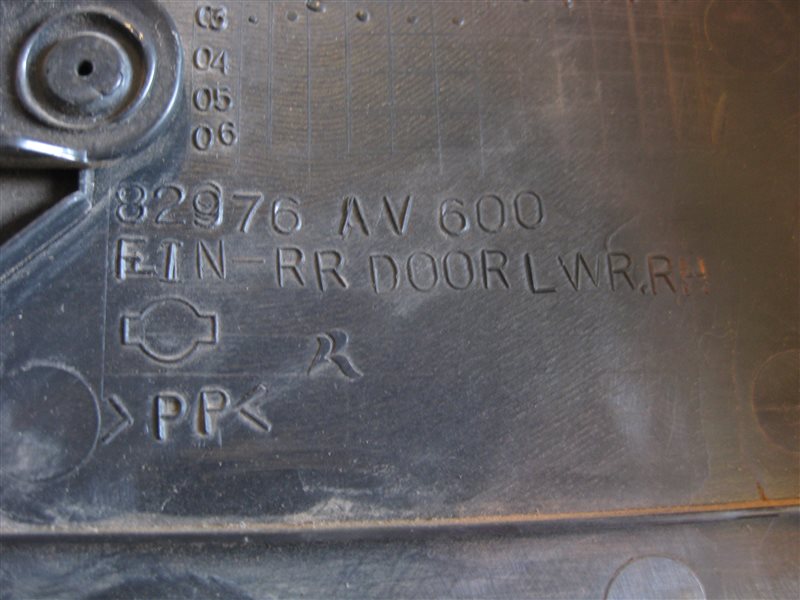 03
04
05
06
82976 AV 600
FIN-RR DOOR LWR,RH
R
>PP<